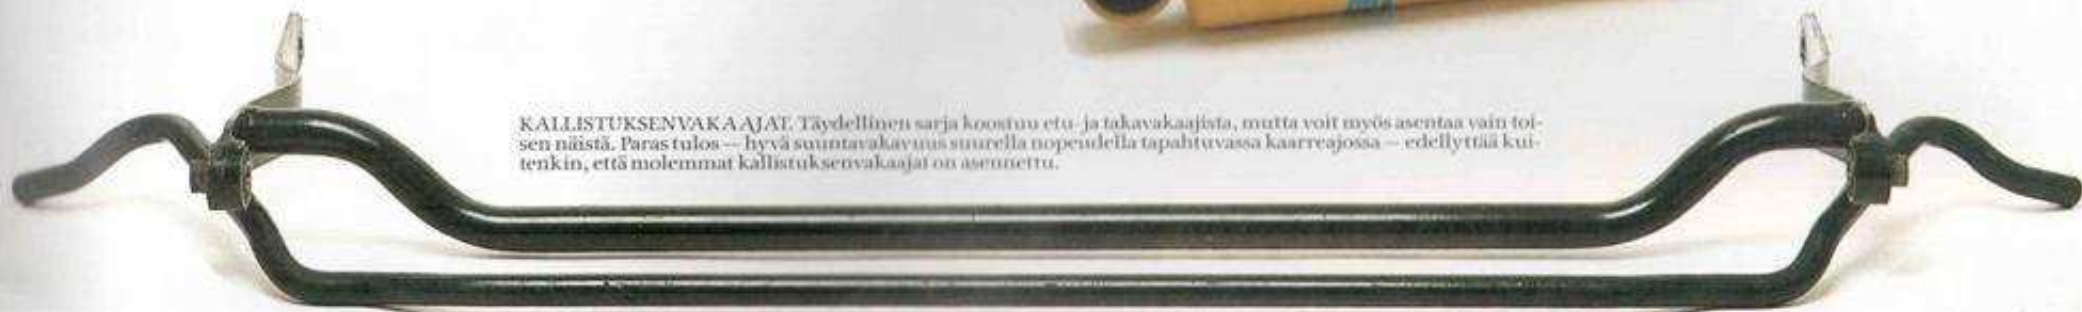 KALLISTUKSENVAKAAJAT. Täydellinen sarja koostuu etu- ja takavakaajista, mutta voit myös asentaa vain toi-
sen näistä. Paras tulos — hyvä suuntavakavuus suurella nopeudella tapahtuvassa kaarreajossa — edellyttää kui-
tenkin, että molemmat kallistuksenvakaajat on asennettu.